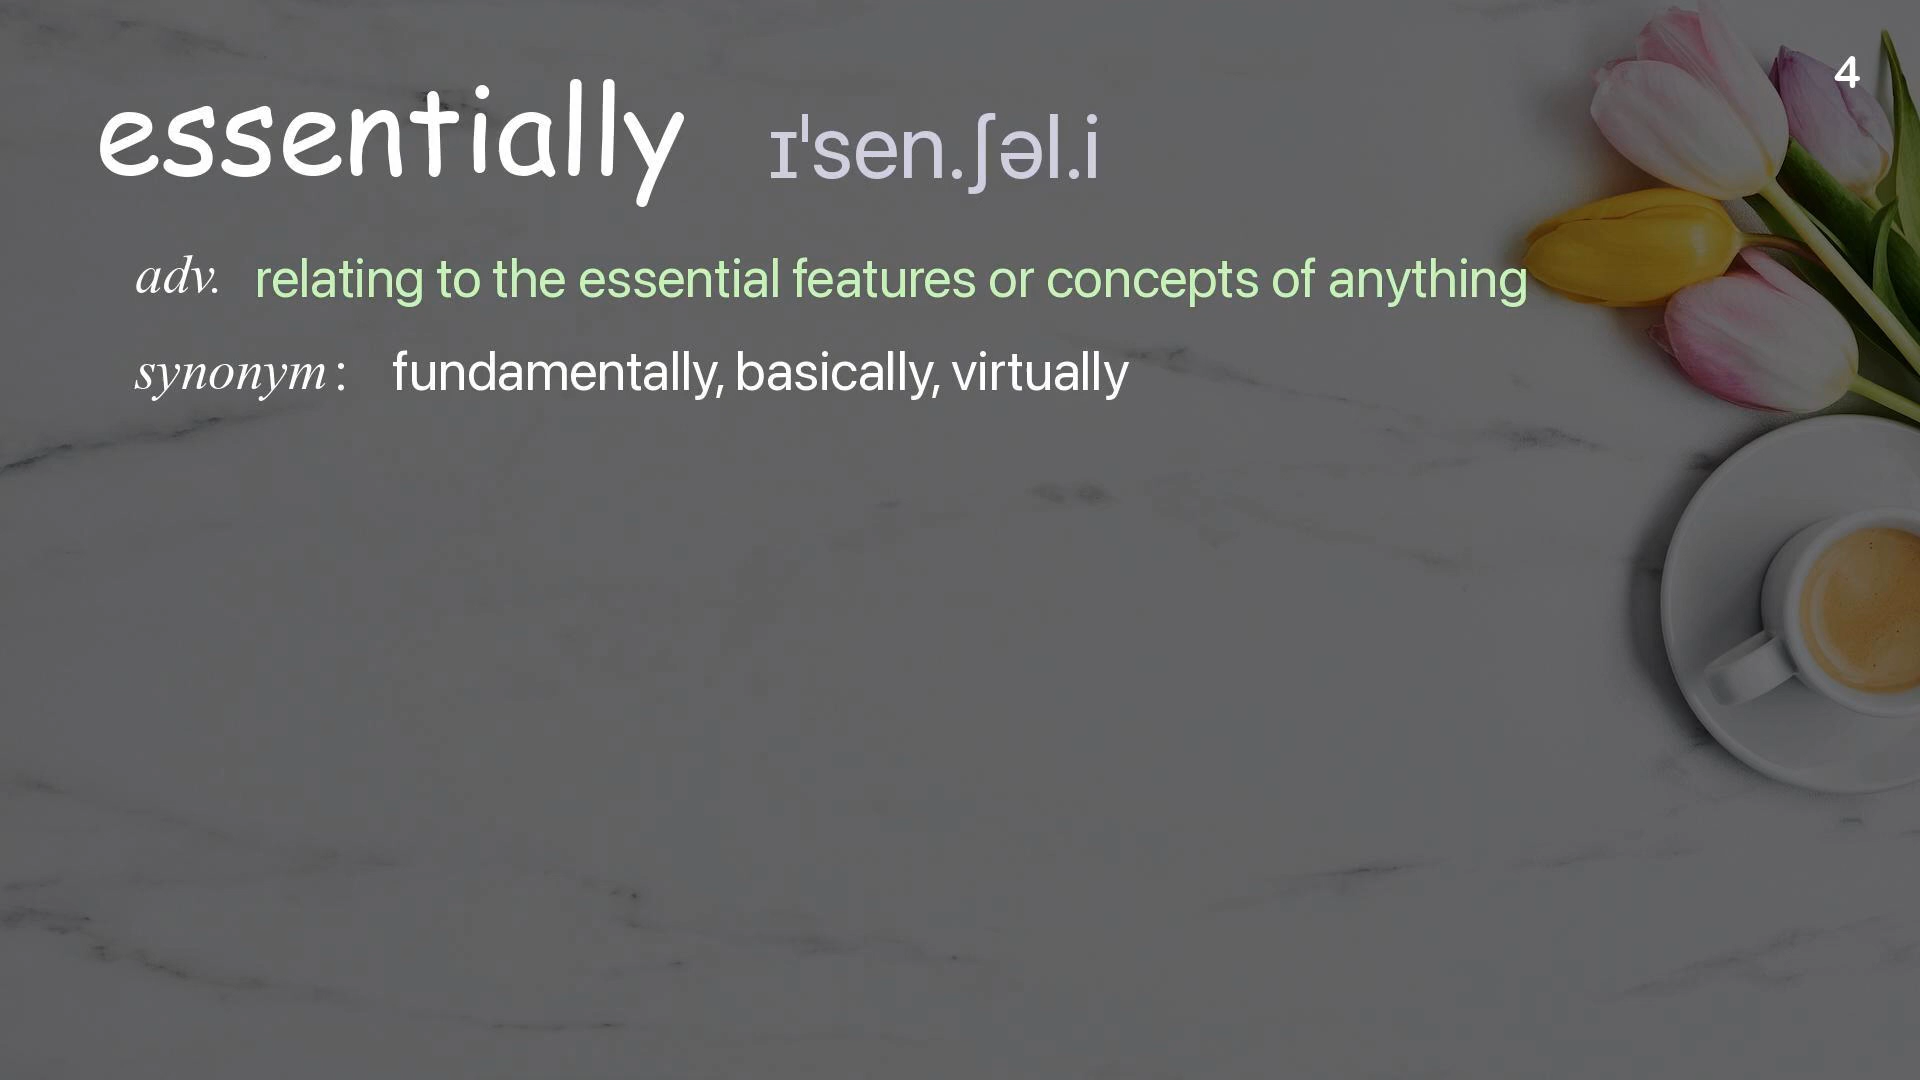 4
essentially ɪˈsen.ʃəl.i
adv. relating to the essential features or concepts of anything
synonym : fundamentally, basically, virtually